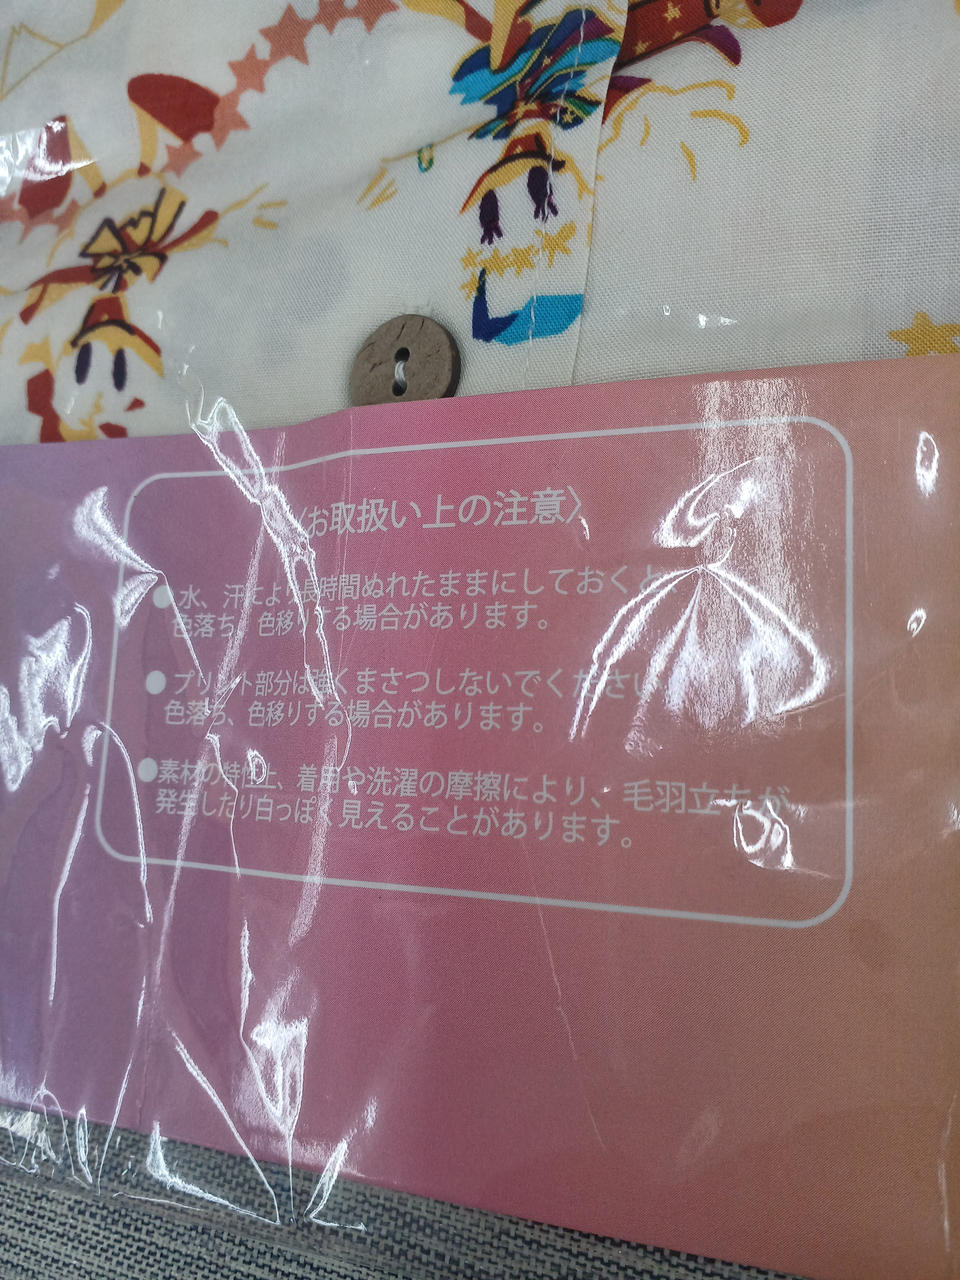 〈お取扱い上の注意〉
●水、汗により長時間ぬれたままにしておくと
色落ち、色移りする場合があります。
●プリント部分は強くまさつしないでください
色落ち、色移りする場合があります。
●素材の特性上、着用や洗濯の摩擦により、毛羽立ちが
発生したり白っぽく見えることがあります。